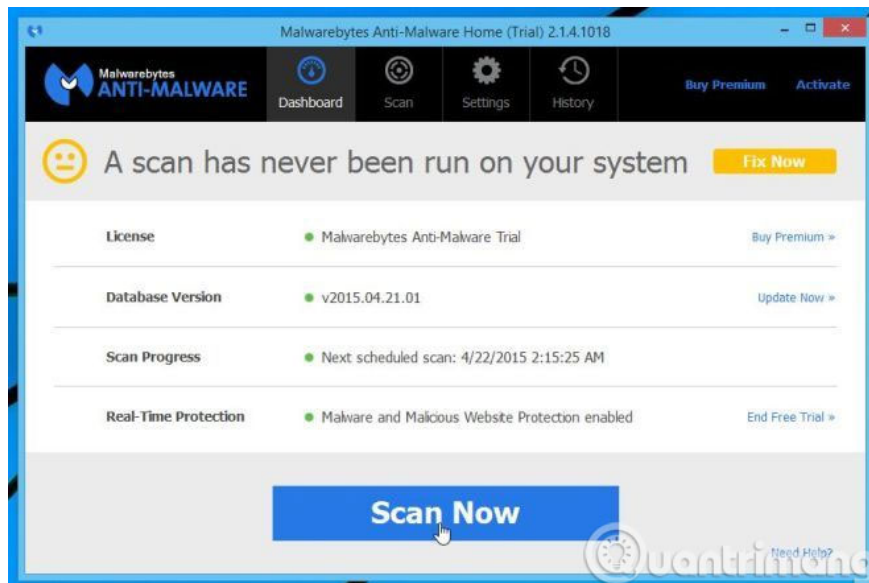 Malwarebytes Anti-Malware Home (Trial) 2.1.4.1018
Malwarebytes
ANTI-MALWARE
Dashboard
Scan
Settings
History
Buy Premium
Activate
A scan has never been run on your system
Fix Now
License
Malwarebytes Anti-Malware Trial
Buy Premium »
Database Version
v2015.04.21.01
Update Now »
Scan Progress
Next scheduled scan: 4/22/2015 2:15:25 AM
Real-Time Protection
Malware and Malicious Website Protection enabled
End Free Trial »
Scan Now
Need Help?
Quantrimang